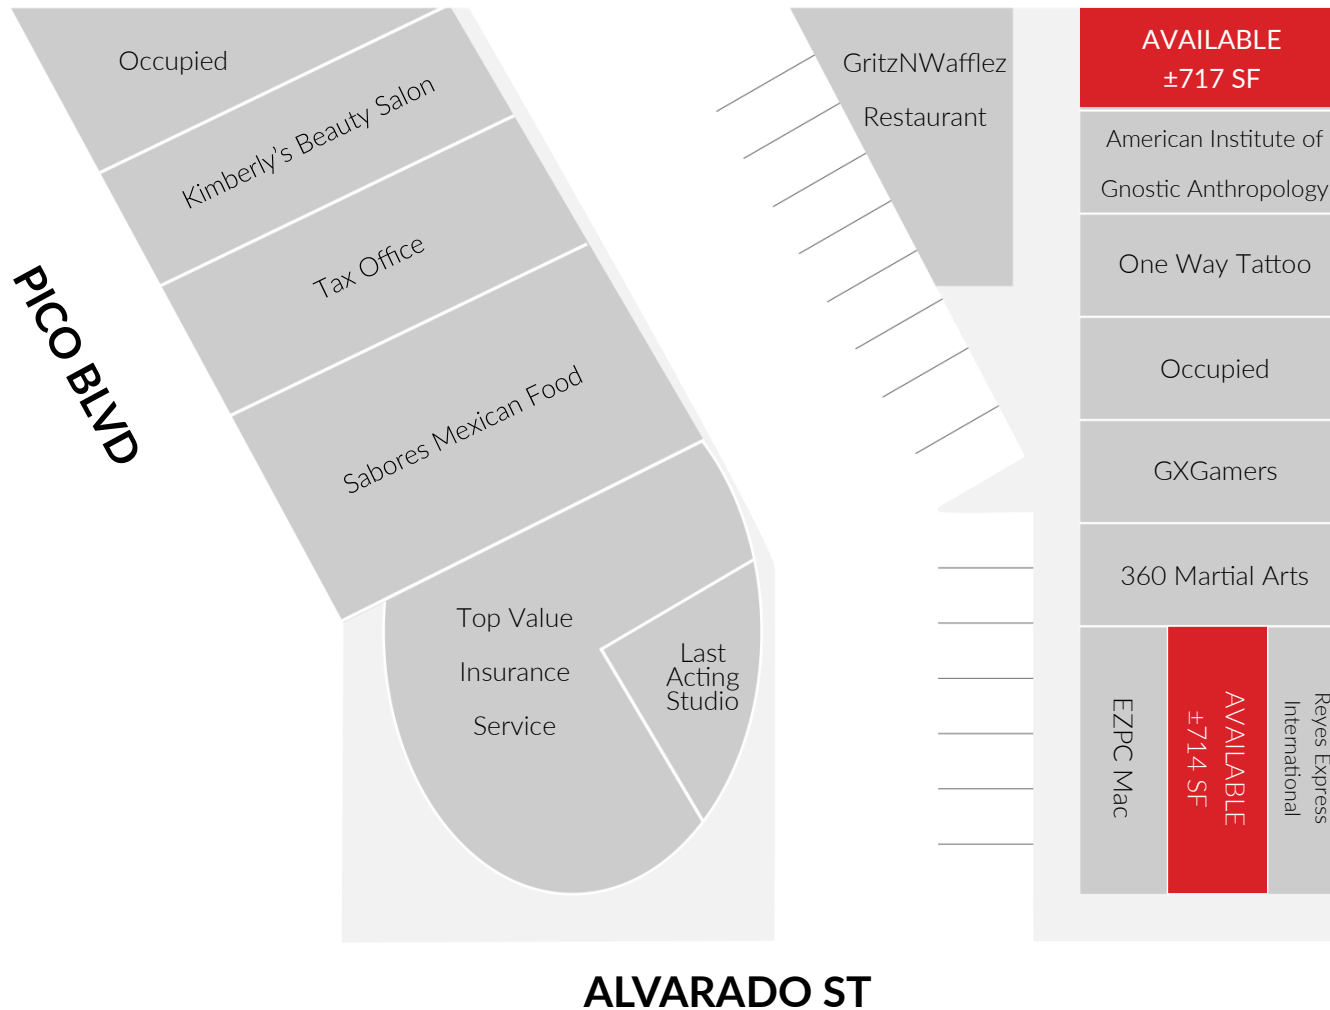 Occupied
Kimberly's Beauty Salon
Tax Office
Sabores Mexican Food
Top Value
Insurance
Service
Last
Acting
Studio
PICO BLVD
GritzNWafflez
Restaurant
AVAILABLE
±717 SF
American Institute of
Gnostic Anthropology
One Way Tattoo
Occupied
GXGamers
360 Martial Arts
EZPC Mac
AVAILABLE
±714 SF
Reyes Express
International
ALVARADO ST